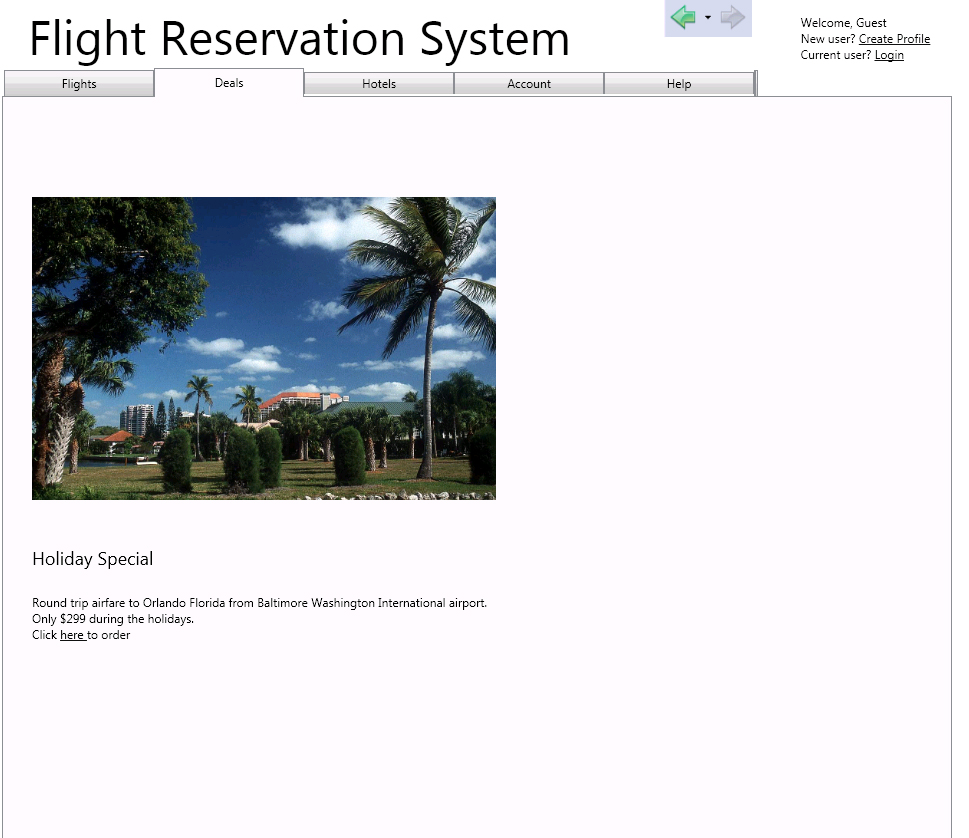 Flight Reservation System
Welcome, Guest
New user? Create Profile
Current user? Login
Flights
Deals
Hotels
Account
Help
Holiday Special
Round trip airfare to Orlando Florida from Baltimore Washington International airport.
Only $299 during the holidays.
Click here to order